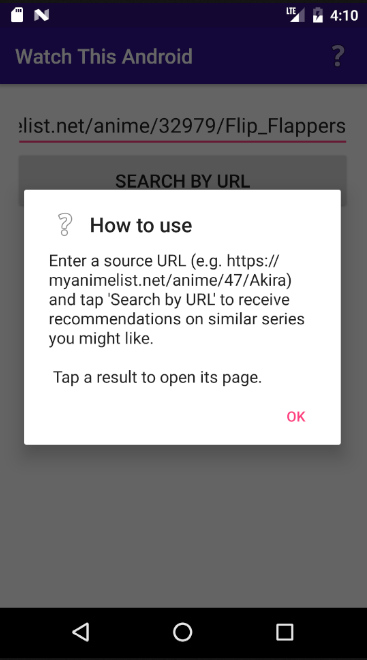 LTE 4:10
Watch This Android ?
elist.net/anime/32979/Flip_Flappers
SEARCH BY URL
? How to use
Enter a source URL (e.g. https://
myanimelist.net/anime/47/Akira)
and tap 'Search by URL' to receive
recommendations on similar series
you might like.
Tap a result to open its page.
OK